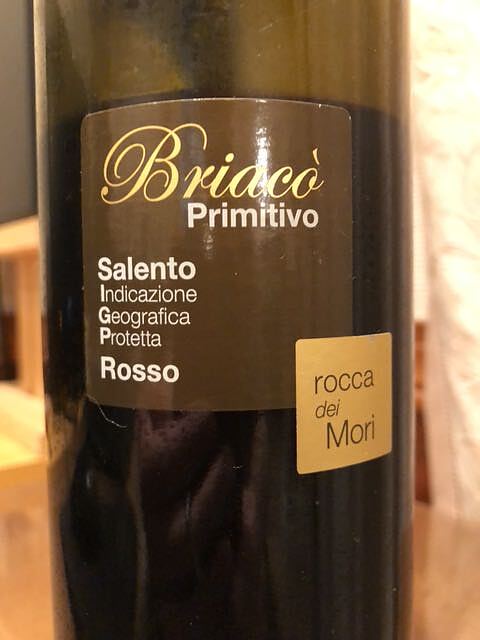 Briacò
Primitivo
Salento
Indicazione
Geografica
Protetta
Rosso
rocca
dei
Mori